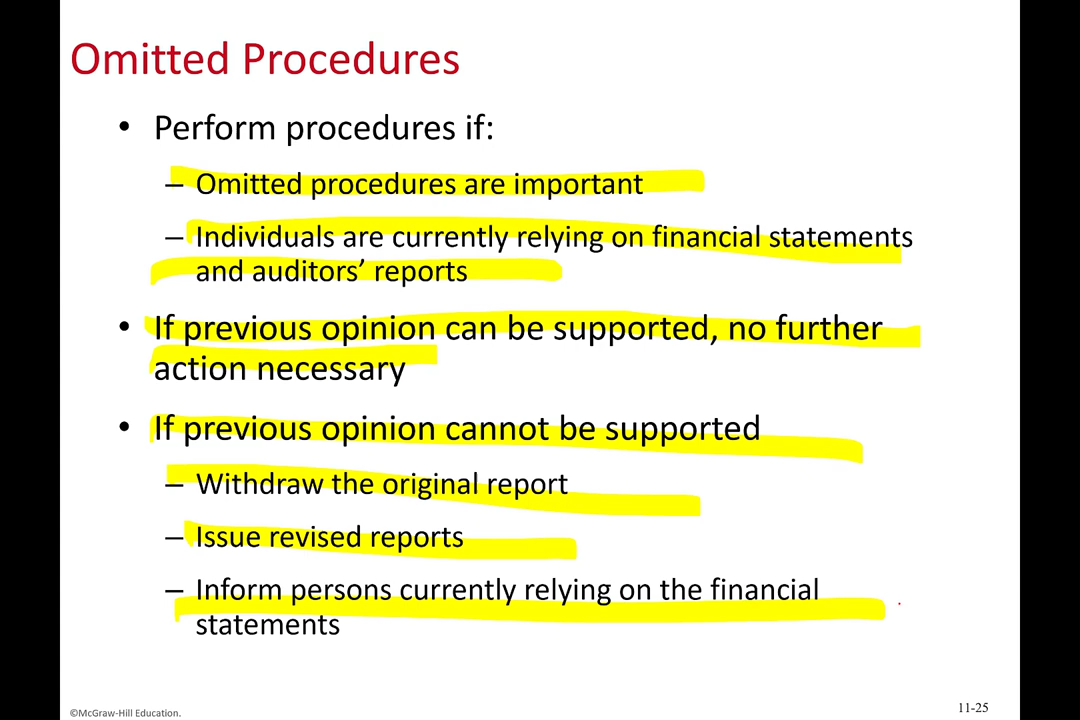 Omitted Procedures
• Perform procedures if:
– Omitted procedures are important
– Individuals are currently relying on financial statements
and auditors’ reports
• If previous opinion can be supported, no further
action necessary
• If previous opinion cannot be supported
– Withdraw the original report
– Issue revised reports
– Inform persons currently relying on the financial
statements
©McGraw-Hill Education.
11-25